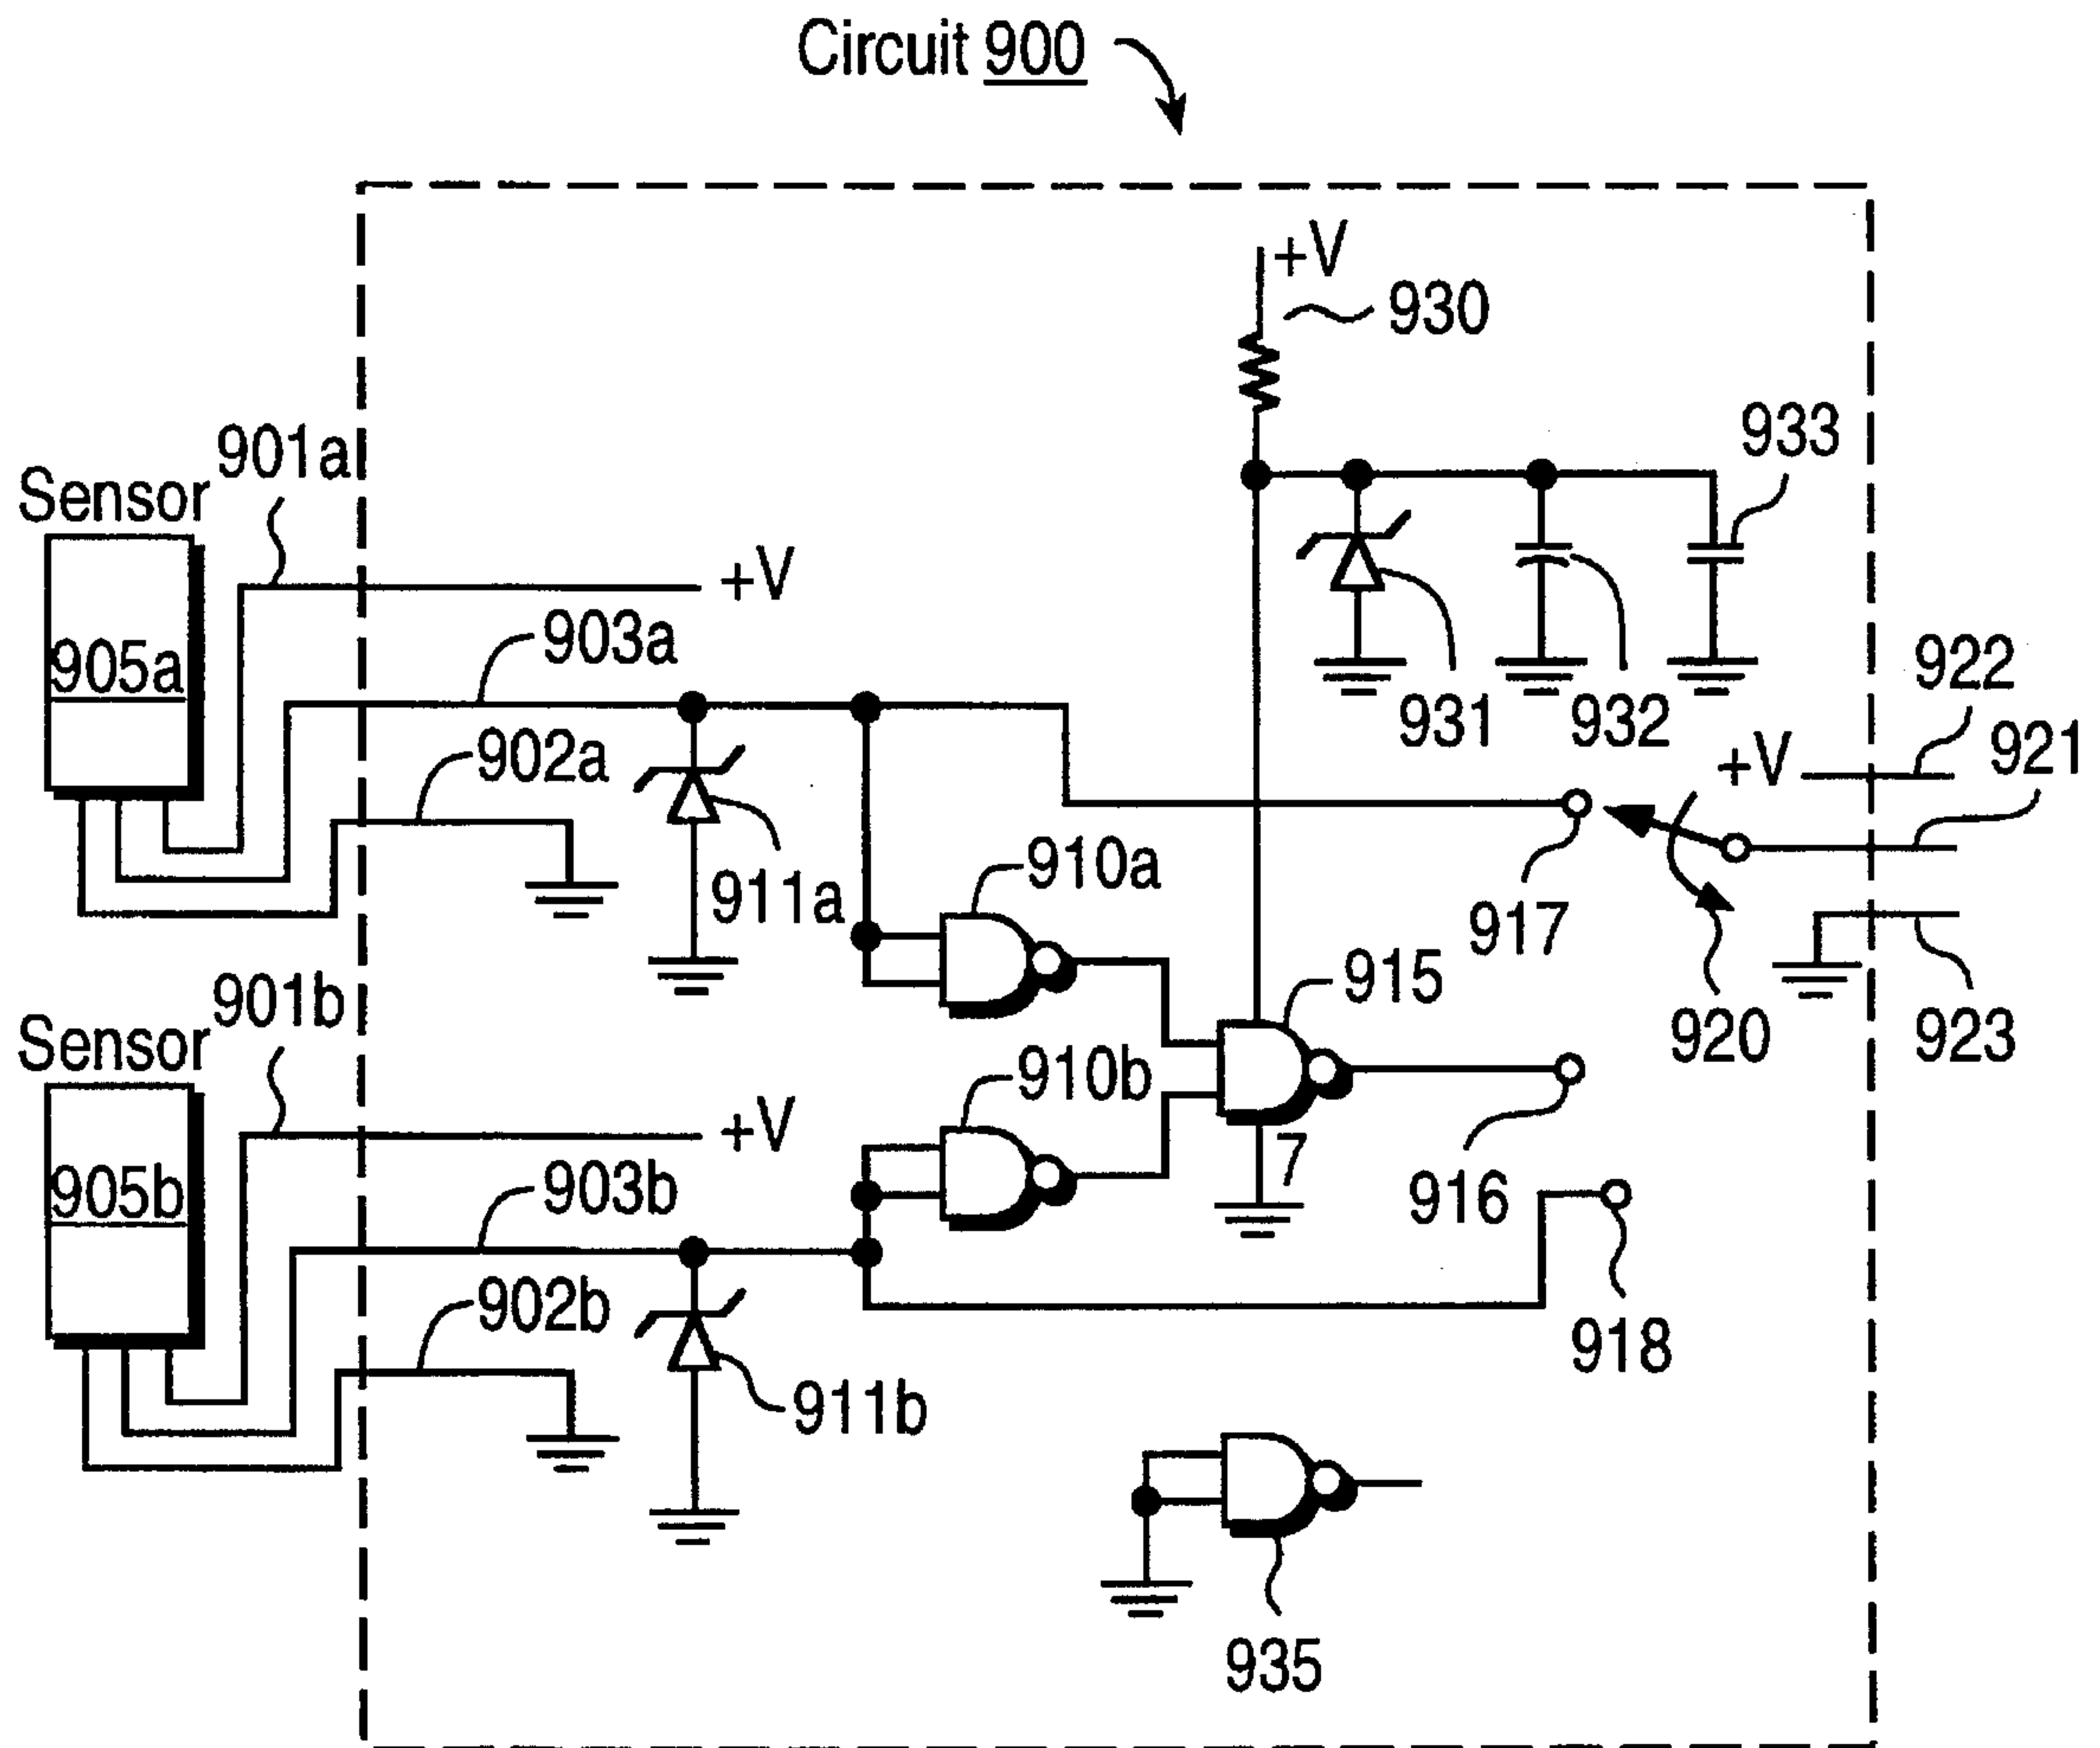 Circuit 900
+V
930
933
901a
Sensor
+V
903a
905a
922
902a
931
932
921
+V
910a
911a
917
915
901b
Sensor
920
923
910b
+V
7
903b
905b
916
902b
918
911b
935